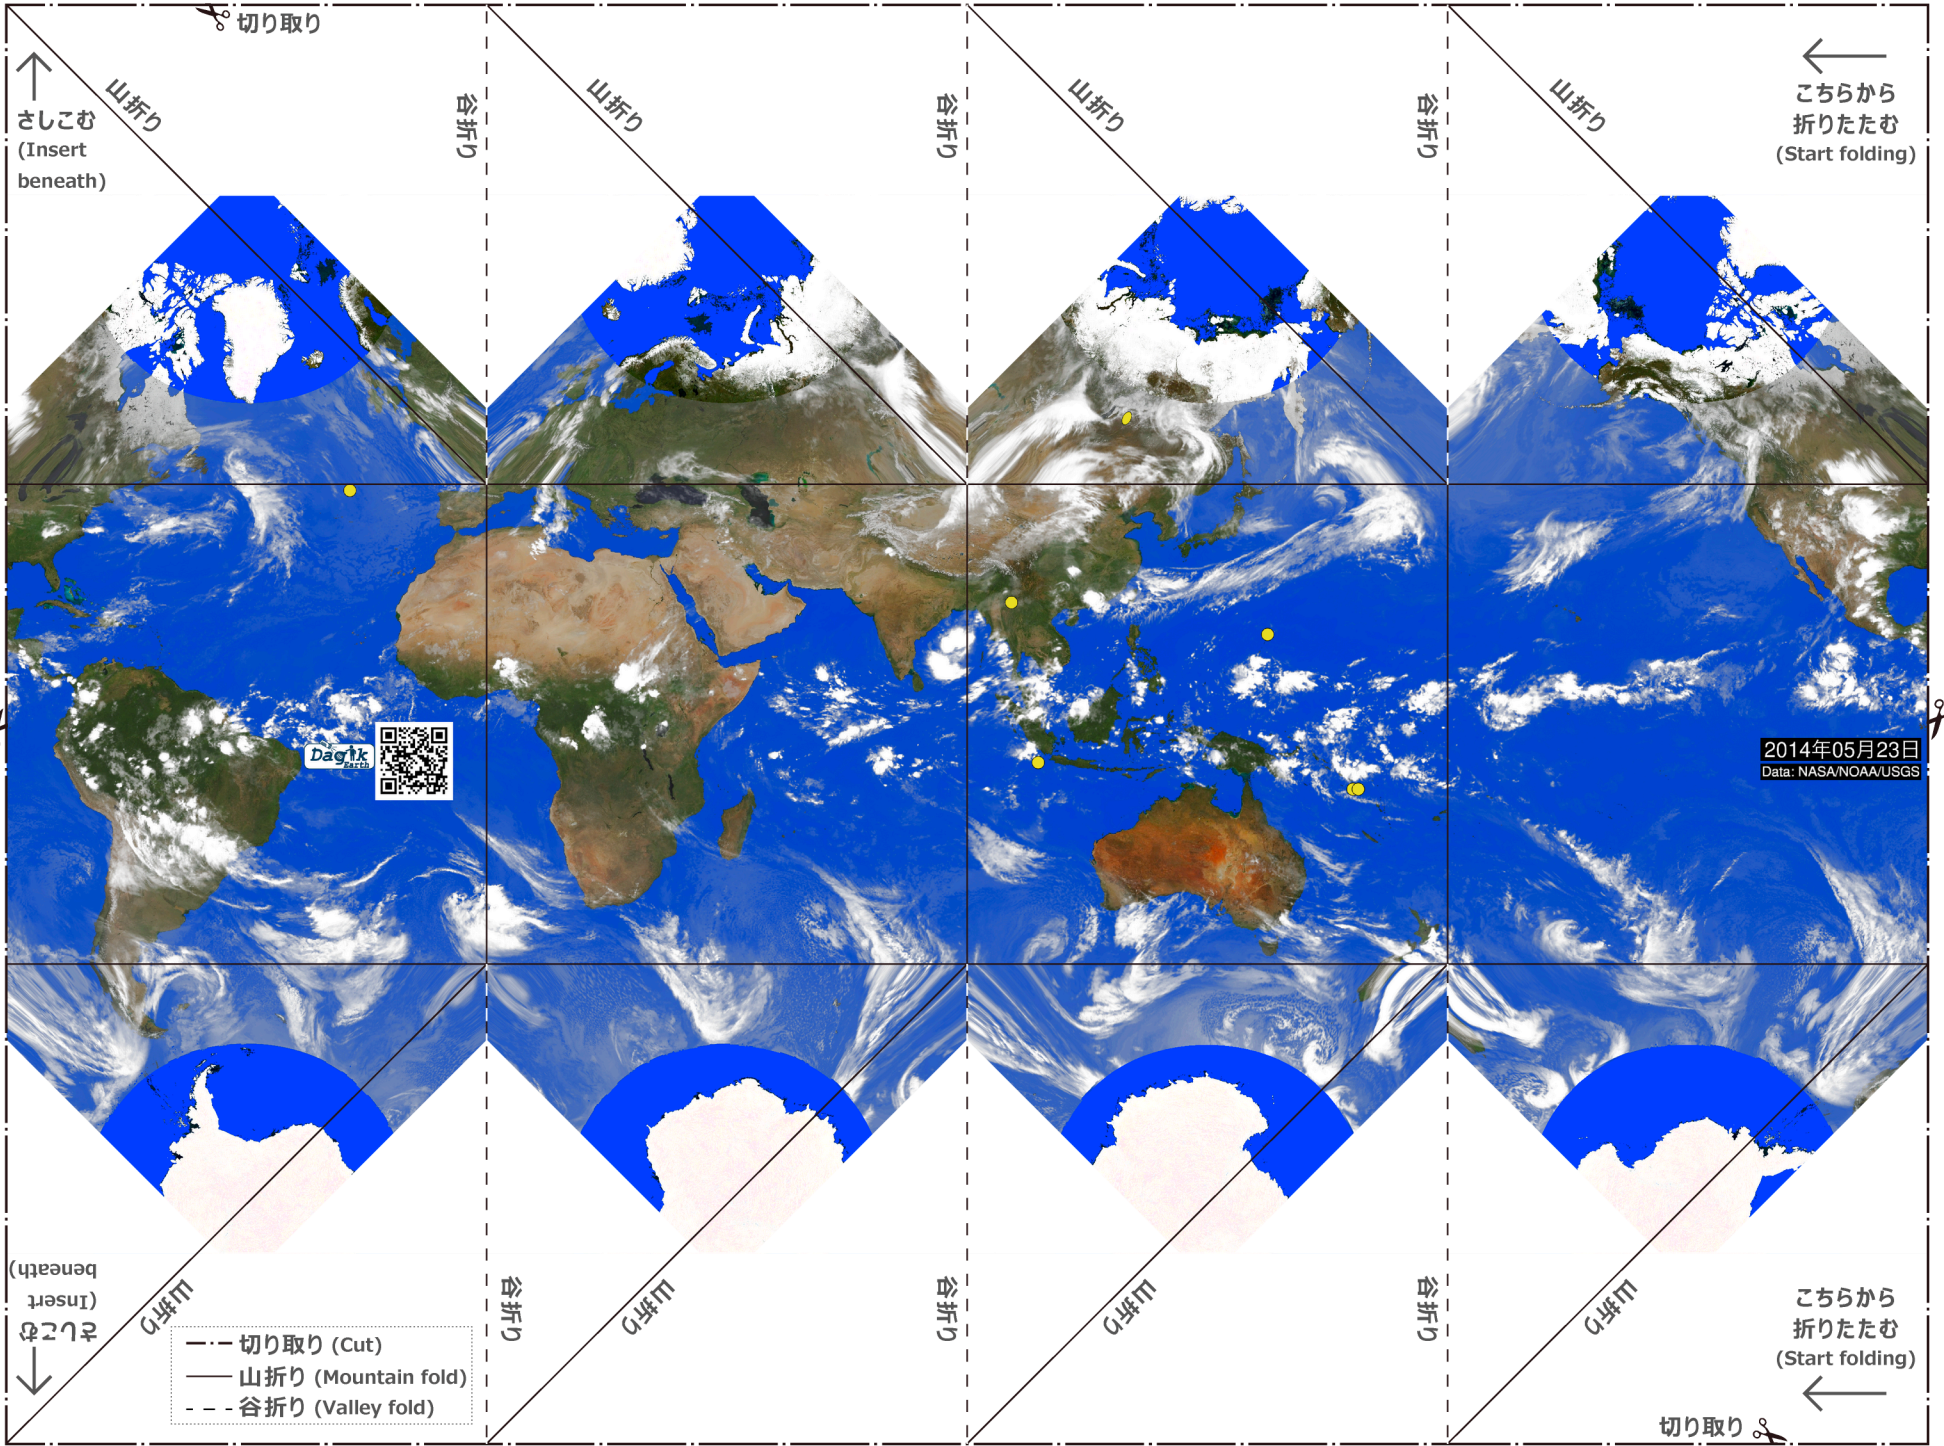 切り取り
山折り
谷折り
山折り
谷折り
山折り
谷折り
山折り
さしこむ
(Insert
beneath)
こちらから
折りたたむ
(Start folding)
Dagik
Earth
2014年05月23日
Data: NASA/NOAA/USGS
さしこむ
(Insert
beneath)
山折り
谷折り
山折り
谷折り
山折り
谷折り
山折り
こちらから
折りたたむ
(Start folding)
切り取り (Cut)
山折り (Mountain fold)
谷折り (Valley fold)
切り取り